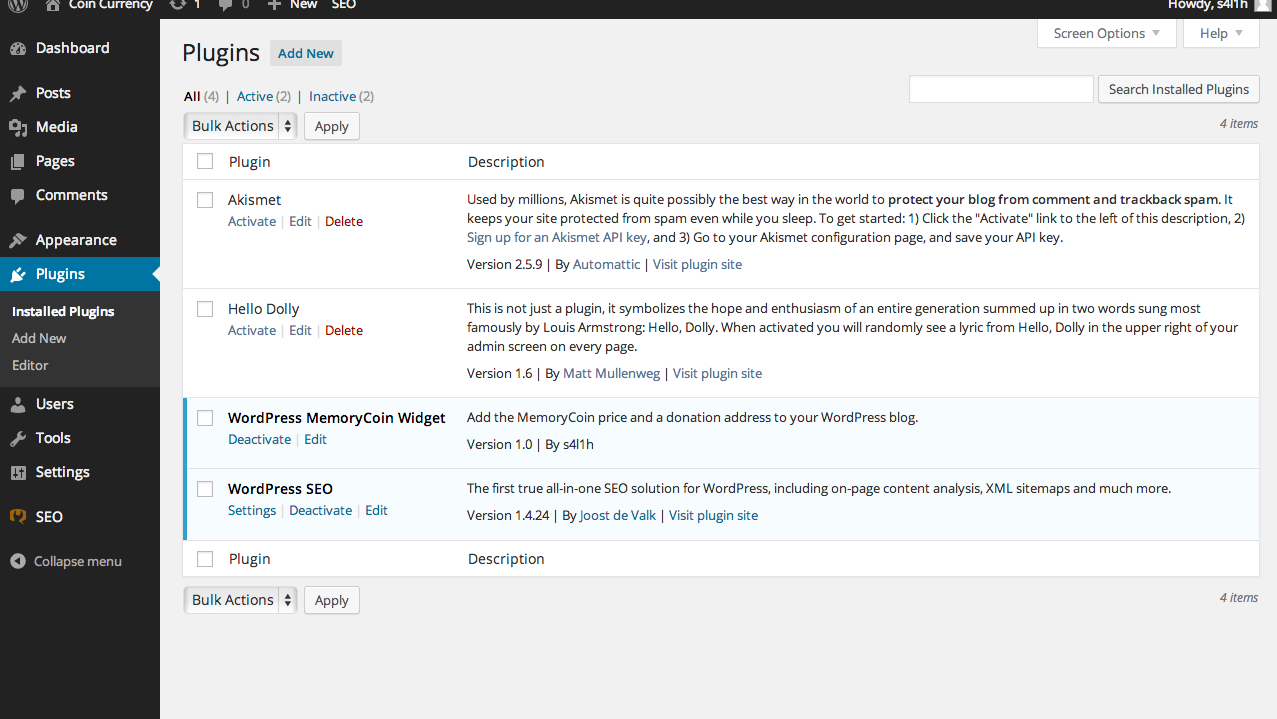 Coin Currency 1 0 New SEO Howdy, s4l1h
Dashboard
Posts
Media
Pages
Comments
Appearance
Plugins
Installed Plugins
Add New
Editor
Users
Tools
Settings
SEO
Collapse menu
Screen Options Help
Plugins Add New
All (4) | Active (2) | Inactive (2)
Search Installed Plugins
Bulk Actions Apply
4 items
Plugin Description
Akismet
Activate | Edit | Delete
Used by millions, Akismet is quite possibly the best way in the world to protect your blog from comment and trackback spam. It
keeps your site protected from spam even while you sleep. To get started: 1) Click the "Activate" link to the left of this description, 2)
Sign up for an Akismet API key, and 3) Go to your Akismet configuration page, and save your API key.
Version 2.5.9 | By Automattic | Visit plugin site
Hello Dolly
Activate | Edit | Delete
This is not just a plugin, it symbolizes the hope and enthusiasm of an entire generation summed up in two words sung most
famously by Louis Armstrong: Hello, Dolly. When activated you will randomly see a lyric from Hello, Dolly in the upper right of your
admin screen on every page.
Version 1.6 | By Matt Mullenweg | Visit plugin site
WordPress MemoryCoin Widget
Deactivate | Edit
Add the MemoryCoin price and a donation address to your WordPress blog.
Version 1.0 | By s4l1h
WordPress SEO
Settings | Deactivate | Edit
The first true all-in-one SEO solution for WordPress, including on-page content analysis, XML sitemaps and much more.
Version 1.4.24 | By Joost de Valk | Visit plugin site
Plugin Description
Bulk Actions Apply
4 items